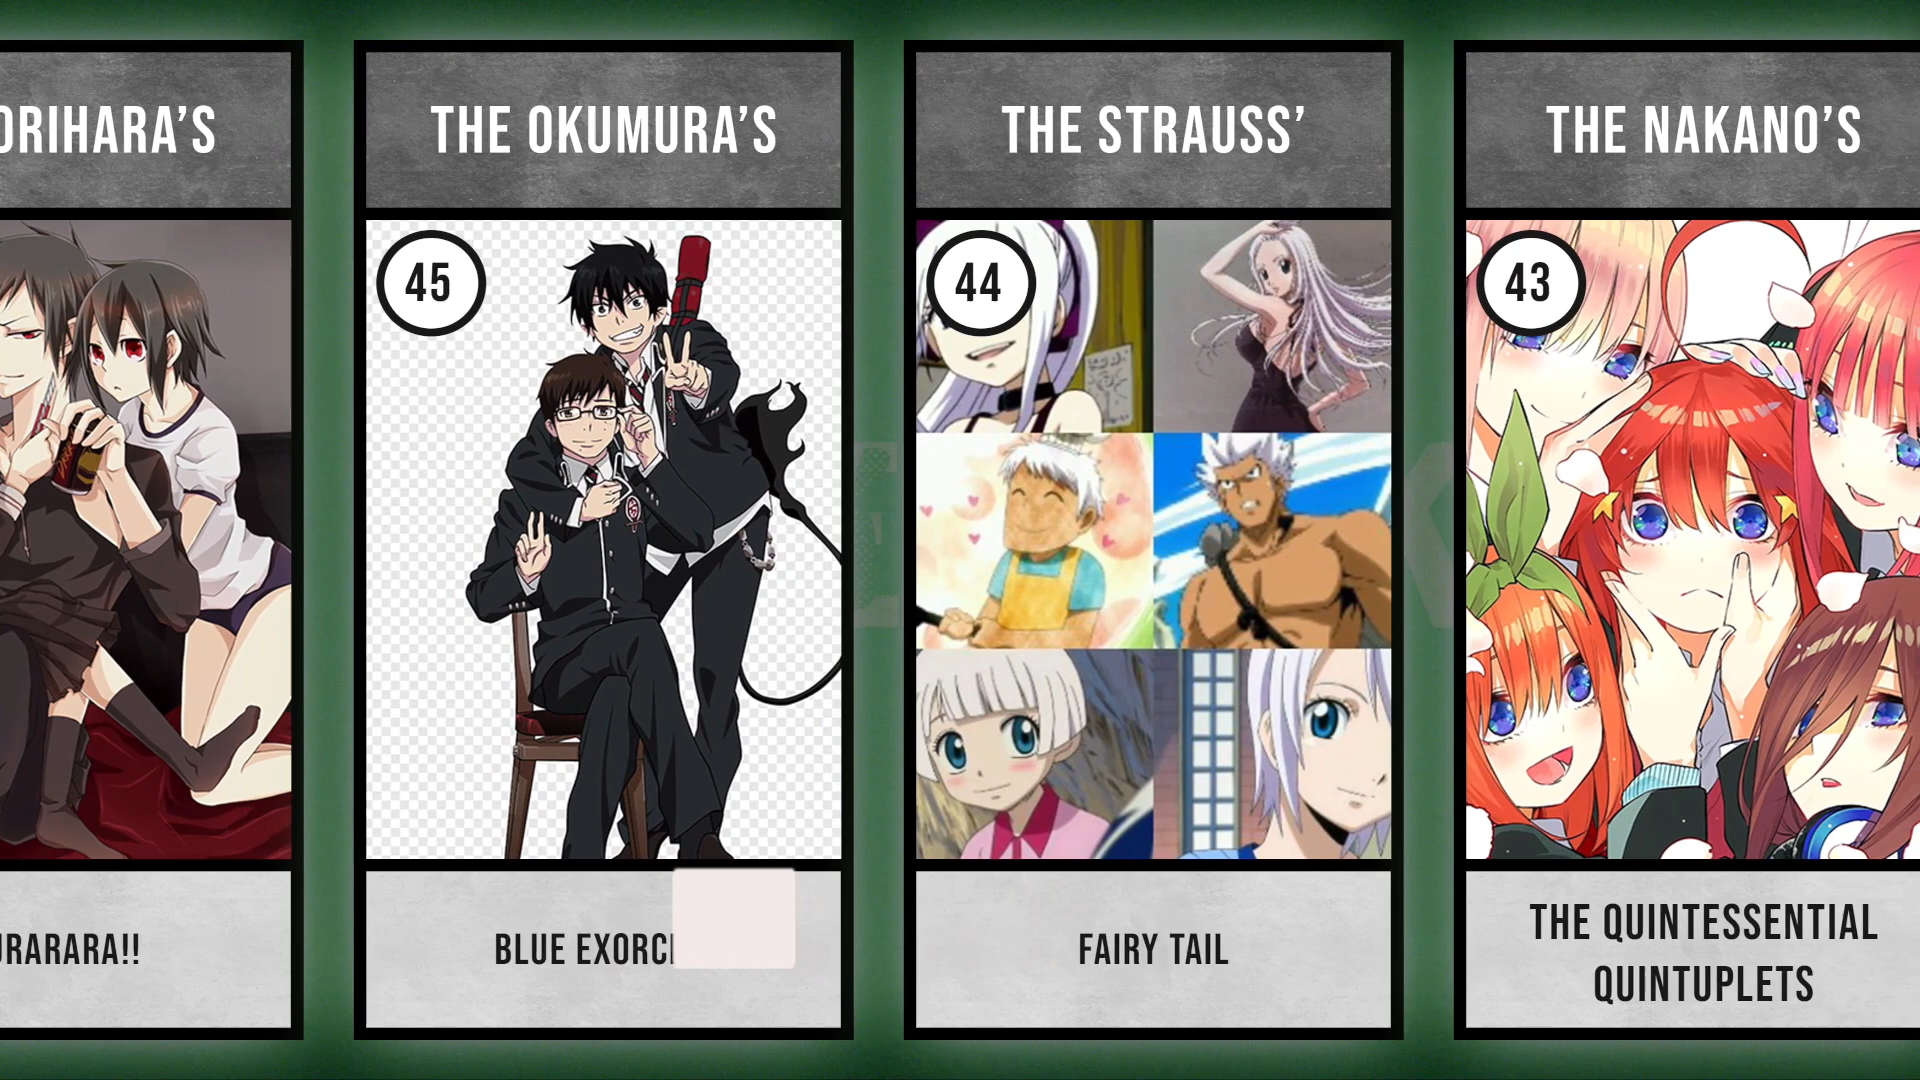 ORIHARA’S
URARARA!!
THE OKUMURA’S
45
BLUE EXORC
THE STRAUSS’
44
FAIRY TAIL
THE NAKANO’S
43
THE QUINTESSENTIAL
QUINTUPLETS